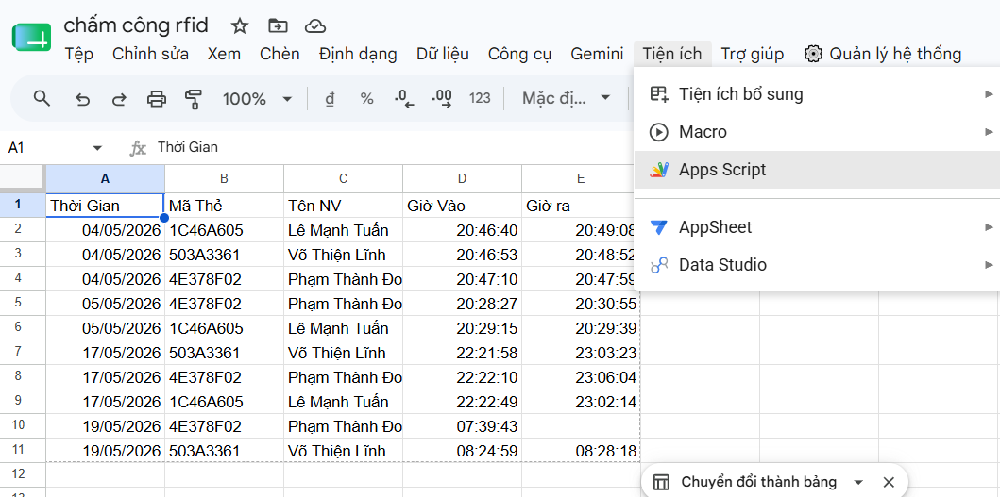 chấm công rfid
Tệp Chỉnh sửa Xem Chèn Định dạng Dữ liệu Công cụ Gemini Tiện ích Trợ giúp Quản lý hệ thống
100% đ % .0 .00 123 Mặc đị...
Tiện ích bổ sung
Macro
Apps Script
AppSheet
Data Studio
A1 fx Thời Gian
A B C D E
1 Thời Gian Mã Thẻ Tên NV Giờ Vào Giờ ra
2 04/05/2026 1C46A605 Lê Mạnh Tuấn 20:46:40 20:49:08
3 04/05/2026 503A3361 Võ Thiện Lĩnh 20:46:53 20:48:52
4 04/05/2026 4E378F02 Phạm Thành Đo 20:47:10 20:47:59
5 05/05/2026 4E378F02 Phạm Thành Đo 20:28:27 20:30:55
6 05/05/2026 1C46A605 Lê Mạnh Tuấn 20:29:15 20:29:39
7 17/05/2026 503A3361 Võ Thiện Lĩnh 22:21:58 23:03:23
8 17/05/2026 4E378F02 Phạm Thành Đo 22:22:10 23:06:04
9 17/05/2026 1C46A605 Lê Mạnh Tuấn 22:22:49 23:02:14
10 19/05/2026 4E378F02 Phạm Thành Đo 07:39:43
11 19/05/2026 503A3361 Võ Thiện Lĩnh 08:24:59 08:28:18
12
13
Chuyển đổi thành bảng